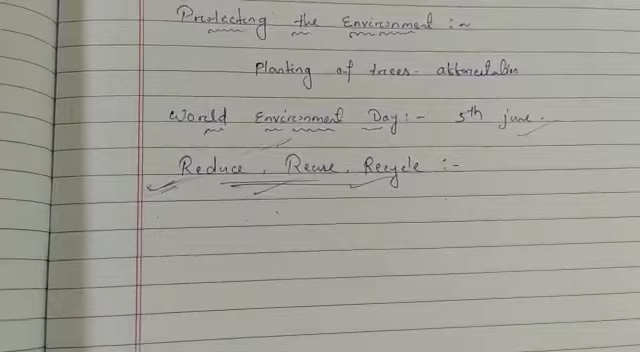 Protecting the Environment :~
Planting of trees.
World Environment Day :- 5th june.
Reduce, Reuse, Recycle :-